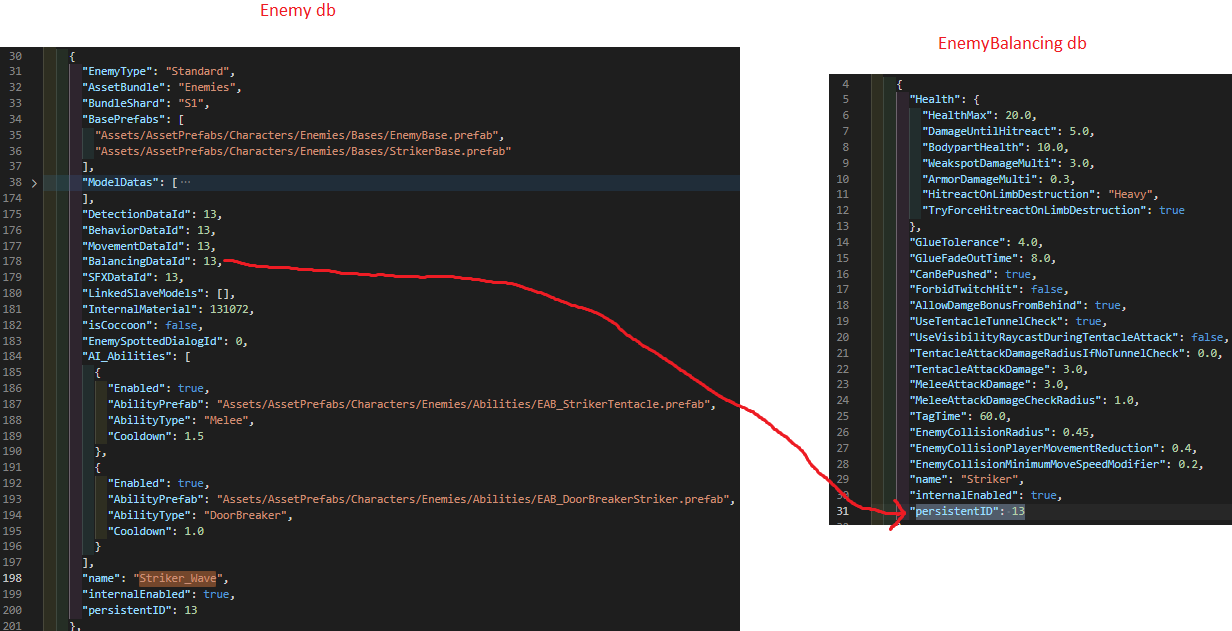 Enemy db
30 {
31 "EnemyType": "Standard",
32 "AssetBundle": "Enemies",
33 "BundleShard": "S1",
34 "BasePrefabs": [
35 "Assets/AssetPrefabs/Characters/Enemies/Bases/EnemyBase.prefab",
36 "Assets/AssetPrefabs/Characters/Enemies/Bases/StrikerBase.prefab"
37 ],
38 "ModelDatas": [ ...
174 ],
175 "DetectionDataId": 13,
176 "BehaviorDataId": 13,
177 "MovementDataId": 13,
178 "BalancingDataId": 13,
179 "SFXDataId": 13,
180 "LinkedSlaveModels": [],
181 "InternalMaterial": 131072,
182 "isCoccoon": false,
183 "EnemySpottedDialogId": 0,
184 "AI_Abilities": [
185 {
186 "Enabled": true,
187 "AbilityPrefab": "Assets/AssetPrefabs/Characters/Enemies/Abilities/EAB_StrikerTentacle.prefab",
188 "AbilityType": "Melee",
189 "Cooldown": 1.5
190 },
191 {
192 "Enabled": true,
193 "AbilityPrefab": "Assets/AssetPrefabs/Characters/Enemies/Abilities/EAB_DoorBreakerStriker.prefab",
194 "AbilityType": "DoorBreaker",
195 "Cooldown": 1.0
196 }
197 ],
198 "name": "Striker_Wave",
199 "internalEnabled": true,
200 "persistentID": 13
201 },
EnemyBalancing db
4 {
5 "Health": {
6 "HealthMax": 20.0,
7 "DamageUntilHitreact": 5.0,
8 "BodypartHealth": 10.0,
9 "WeakspotDamageMulti": 3.0,
10 "ArmorDamageMulti": 0.3,
11 "HitreactOnLimbDestruction": "Heavy",
12 "TryForceHitreactOnLimbDestruction": true
13 },
14 "GlueTolerance": 4.0,
15 "GlueFadeOutTime": 8.0,
16 "CanBePushed": true,
17 "ForbidTwitchHit": false,
18 "AllowDamgeBonusFromBehind": true,
19 "UseTentacleTunnelCheck": true,
20 "UseVisibilityRaycastDuringTentacleAttack": false,
21 "TentacleAttackDamageRadiusIfNoTunnelCheck": 0.0,
22 "TentacleAttackDamage": 3.0,
23 "MeleeAttackDamage": 3.0,
24 "MeleeAttackDamageCheckRadius": 1.0,
25 "TagTime": 60.0,
26 "EnemyCollisionRadius": 0.45,
27 "EnemyCollisionPlayerMovementReduction": 0.4,
28 "EnemyCollisionMinimumMoveSpeedModifier": 0.2,
29 "name": "Striker",
30 "internalEnabled": true,
31 "persistentID": 13